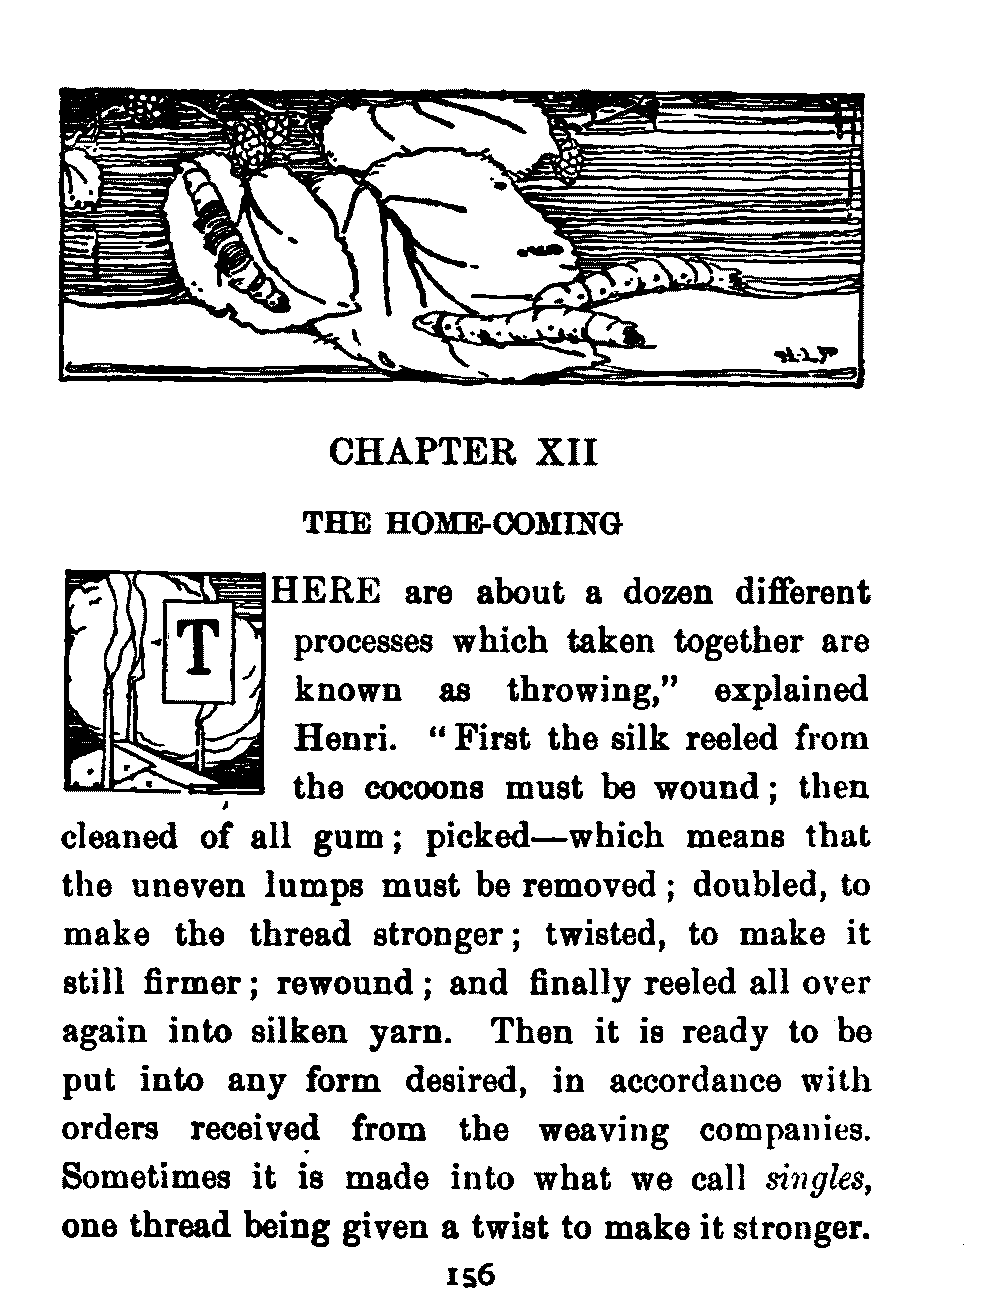 CHAPTER XII
THE HOME-COMING
THERE are about a dozen different
processes which taken together are
known as throwing,” explained
Henri. “First the silk reeled from
the cocoons must be wound; then
cleaned of all gum; picked—which means that
the uneven lumps must be removed; doubled, to
make the thread stronger; twisted, to make it
still firmer; rewound; and finally reeled all over
again into silken yarn. Then it is ready to be
put into any form desired, in accordance with
orders received from the weaving companies.
Sometimes it is made into what we call singles,
one thread being given a twist to make it stronger.
156